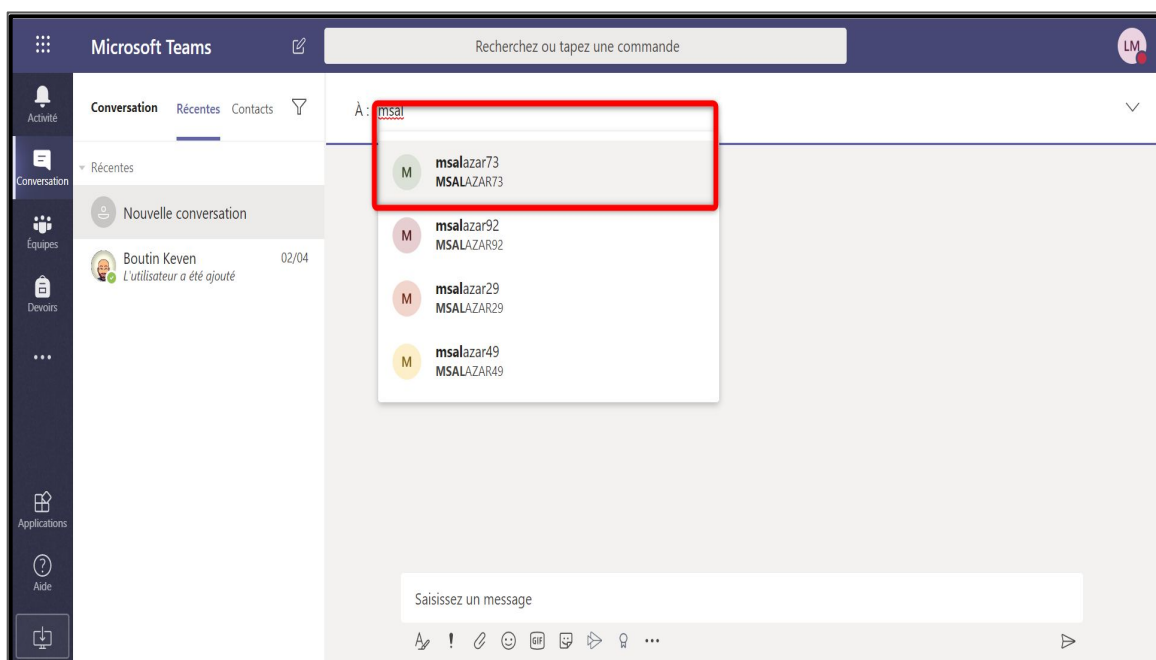 Microsoft Teams
Recherchez ou tapez une commande
LM
Activité
Conversation
Équipes
Devoirs
Applications
Aide
Conversation Récentes Contacts
Récentes
Nouvelle conversation
Boutin Keven 02/04
L'utilisateur a été ajouté
À : msal
M
msalazar73
MSALAZAR73
M
msalazar92
MSALAZAR92
M
msalazar29
MSALAZAR29
M
msalazar49
MSALAZAR49
Saisissez un message
GIF